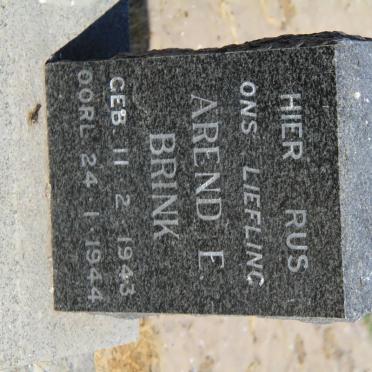 HIER RUS
ONS LIEFLING
AREND E
BRINK
GEB 11·2·1943
OORL 24·1·1944